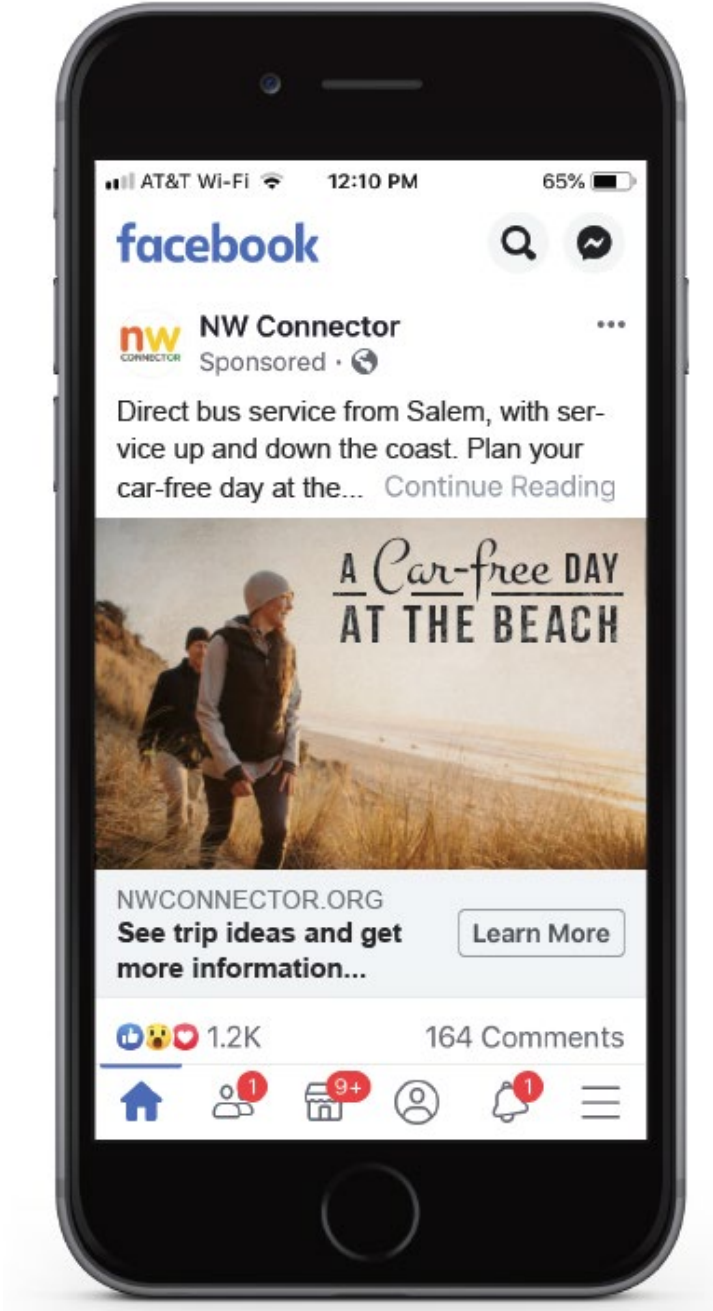 AT&T Wi-Fi 12:10 PM 65%
facebook
nw
CONNECTOR
NW Connector
Sponsored ·
Direct bus service from Salem, with ser-
vice up and down the coast. Plan your
car-free day at the... Continue Reading
A Car-free DAY
AT THE BEACH
NWCONNECTOR.ORG
See trip ideas and get
more information...
Learn More
1.2K 164 Comments
1 9+ 1